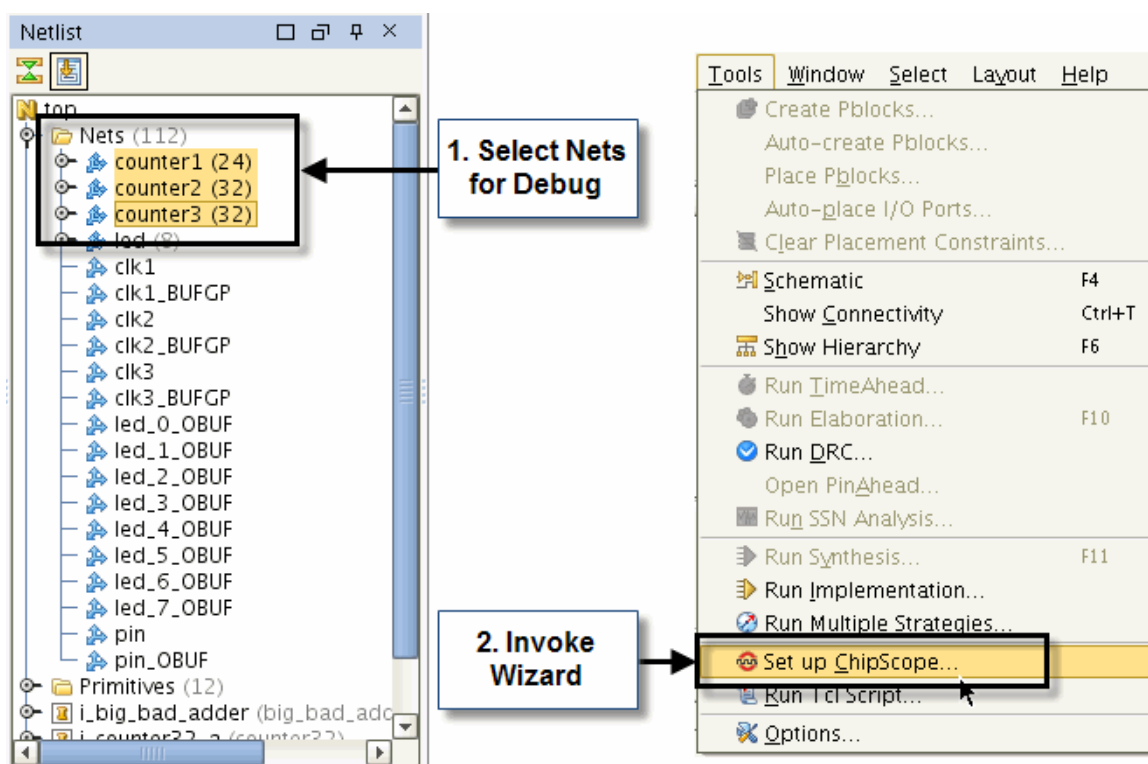 Netlist
top
Nets (112)
counter1 (24)
counter2 (32)
counter3 (32)
led (8)
clk1
clk1_BUFGP
clk2
clk2_BUFGP
clk3
clk3_BUFGP
led_0_OBUF
led_1_OBUF
led_2_OBUF
led_3_OBUF
led_4_OBUF
led_5_OBUF
led_6_OBUF
led_7_OBUF
pin
pin_OBUF
Primitives (12)
i_big_bad_adder (big_bad_add
i_counter32_a (counter32)
1. Select Nets
for Debug
2. Invoke
Wizard
Tools Window Select Layout Help
Create Pblocks...
Auto-create Pblocks...
Place Pblocks...
Auto-place I/O Ports...
Clear Placement Constraints...
Schematic F4
Show Connectivity Ctrl+T
Show Hierarchy F6
Run TimeAhead...
Run Elaboration... F10
Run DRC...
Open PinAhead...
Run SSN Analysis...
Run Synthesis... F11
Run Implementation...
Run Multiple Strategies...
Set up ChipScope...
Run Tcl Script...
Options...